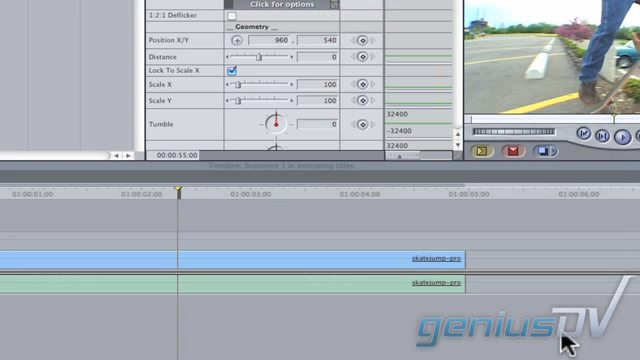 Click for options
1:2:1 Deflicker
__ Geometry __
Position X/Y 960 , 540
Distance 0
Lock To Scale X
Scale X 100
Scale Y 100
32400
Tumble 0
-32400
32400
00:00:55:00
Timeline: Sequence 1 in animating titles
01:00:01;00 01:00:02;00 01:00:03;00 01:00:04;00 01:00:05;00 01:00:06;00
skatejump-pro
skatejump-pro
geniusDV